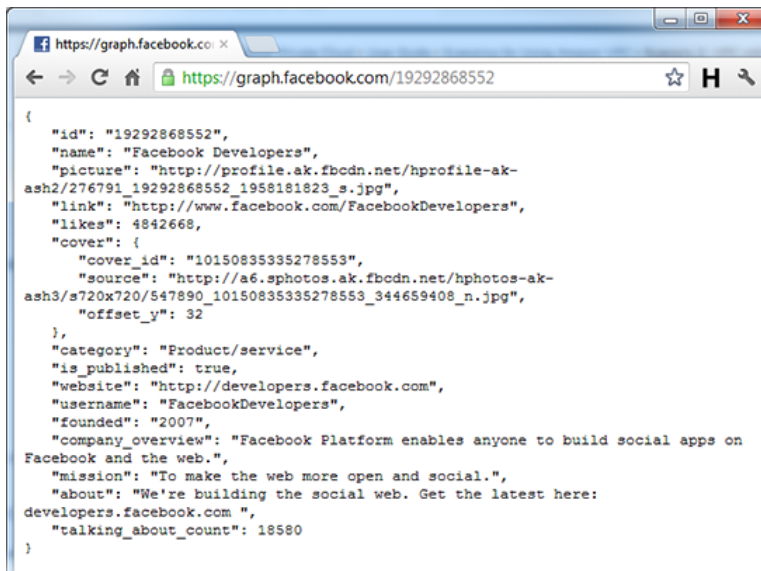 https://graph.facebook.co
https://graph.facebook.com/19292868552
H
{
"id": "19292868552",
"name": "Facebook Developers",
"picture": "http://profile.ak.fbcdn.net/hprofile-ak-
ash2/276791_19292868552_1958181823_s.jpg",
"link": "http://www.facebook.com/FacebookDevelopers",
"likes": 4842668,
"cover": {
"cover_id": "10150835335278553",
"source": "http://a6.sphotos.ak.fbcdn.net/hphotos-ak-
ash3/s720x720/547890_10150835335278553_344659408_n.jpg",
"offset_y": 32
},
"category": "Product/service",
"is_published": true,
"website": "http://developers.facebook.com",
"username": "FacebookDevelopers",
"founded": "2007",
"company_overview": "Facebook Platform enables anyone to build social apps on
Facebook and the web.",
"mission": "To make the web more open and social.",
"about": "We're building the social web. Get the latest here:
developers.facebook.com ",
"talking_about_count": 18580
}